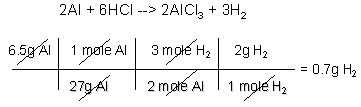 2Al + 6HCl --> 2AlCl₃ + 3H₂
6.5g Al 1 mole Al 3 mole H₂ 2g H₂
27g Al 2 mole Al 1 mole H₂ = 0.7g H₂